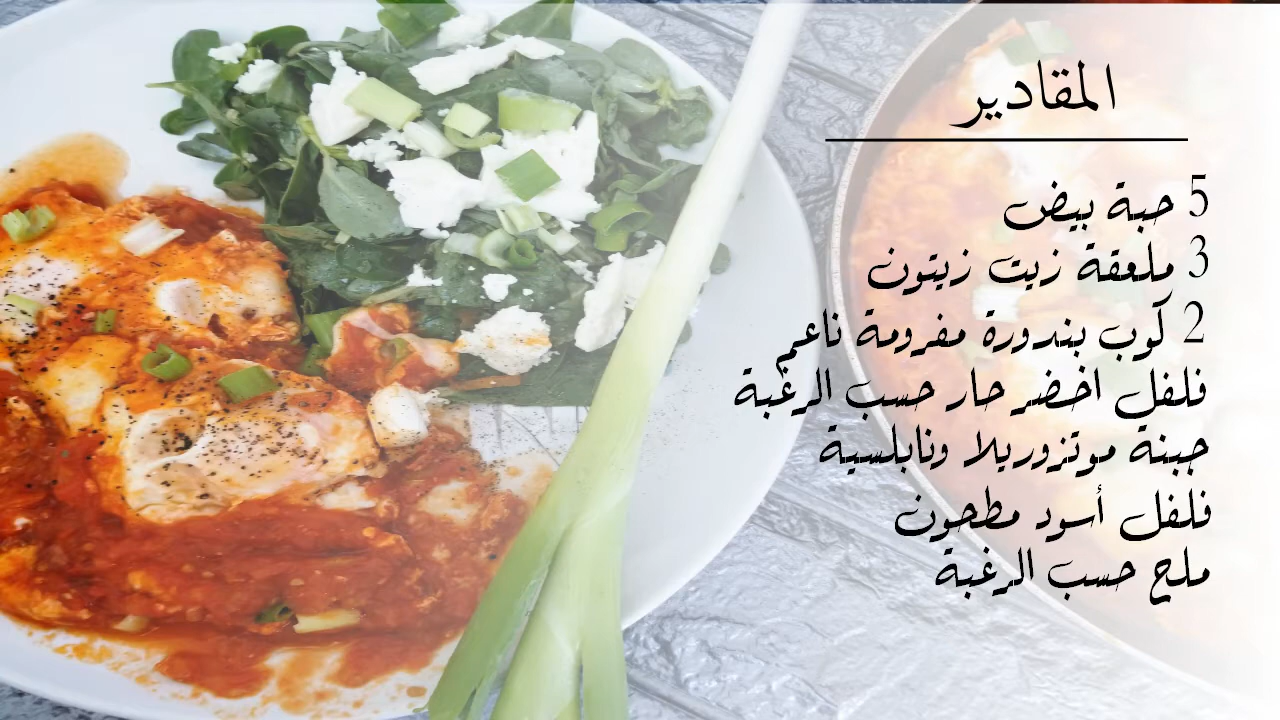 المقادير
5 حبة بيض
3 ملعقة زيت زيتون
2 كوب بندورة مفرومة ناعم
فلفل اخضر حار حسب الرغبة
جبنة موتزوريلا ونابلسية
فلفل أسود مطحون
ملح حسب الرغبة